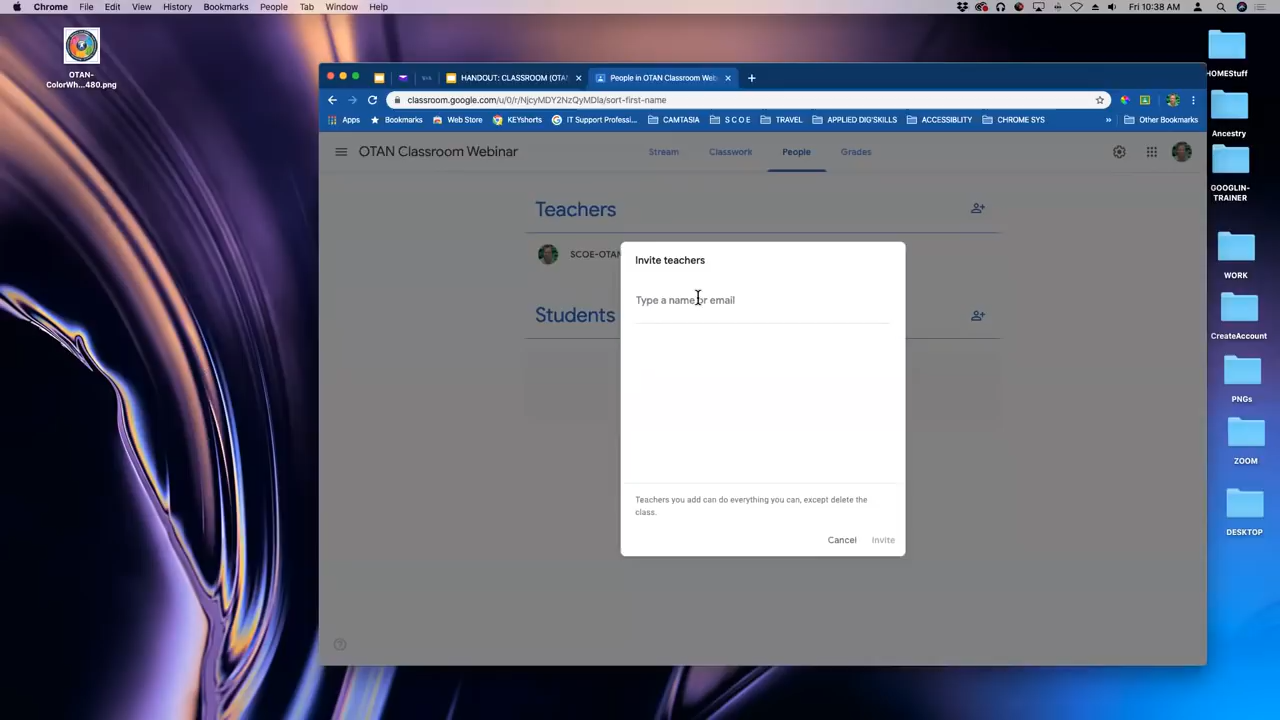 Chrome File Edit View History Bookmarks People Tab Window Help Fri 10:38 AM
OTAN-
ColorWh...480.png
HOMEStuff
Ancestry
GOOGLIN-
TRAINER
WORK
CreateAccount
PNGs
ZOOM
DESKTOP
HANDOUT: CLASSROOM (OTA People in OTAN Classroom Web
classroom.google.com/u/0/r/NjcyMDY2NzQyMDIa/sort-first-name
Apps Bookmarks Web Store KEYshorts IT Support Professi... CAMTASIA S C O E TRAVEL APPLIED DIG'SKILLS ACCESSIBLITY CHROME SYS » Other Bookmarks
OTAN Classroom Webinar Stream Classwork People Grades
Teachers
SCOE-OTAN
Students
Invite teachers
Type a name or email
Teachers you add can do everything you can, except delete the
class.
Cancel Invite